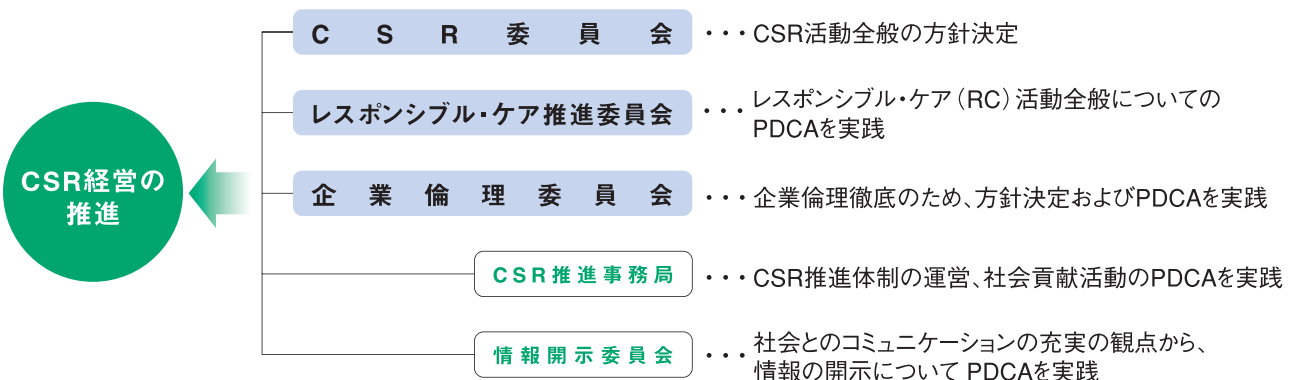 CSR経営の
推進
CSR委員会 ・・・CSR活動全般の方針決定
レスポンシブル・ケア推進委員会 ・・・レスポンシブル・ケア(RC)活動全般についての
PDCAを実践
企業倫理委員会 ・・・企業倫理徹底のため、方針決定およびPDCAを実践
CSR推進事務局 ・・・CSR推進体制の運営、社会貢献活動のPDCAを実践
情報開示委員会 ・・・社会とのコミュニケーションの充実の観点から、
情報の開示について PDCAを実践